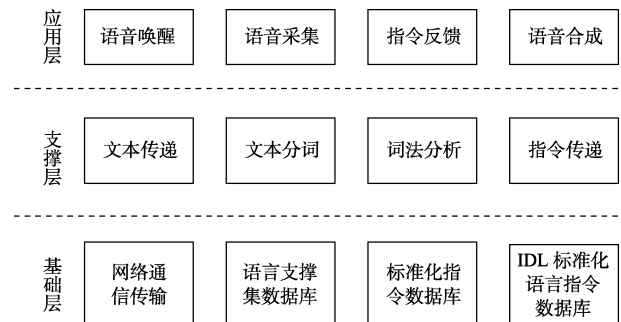 应用层
语音唤醒
语音采集
指令反馈
语音合成
支撑层
文本传递
文本分词
词法分析
指令传递
基础层
网络通
信传输
语言支撑
集数据库
标准化指
令数据库
IDL 标准化
语言指令
数据库